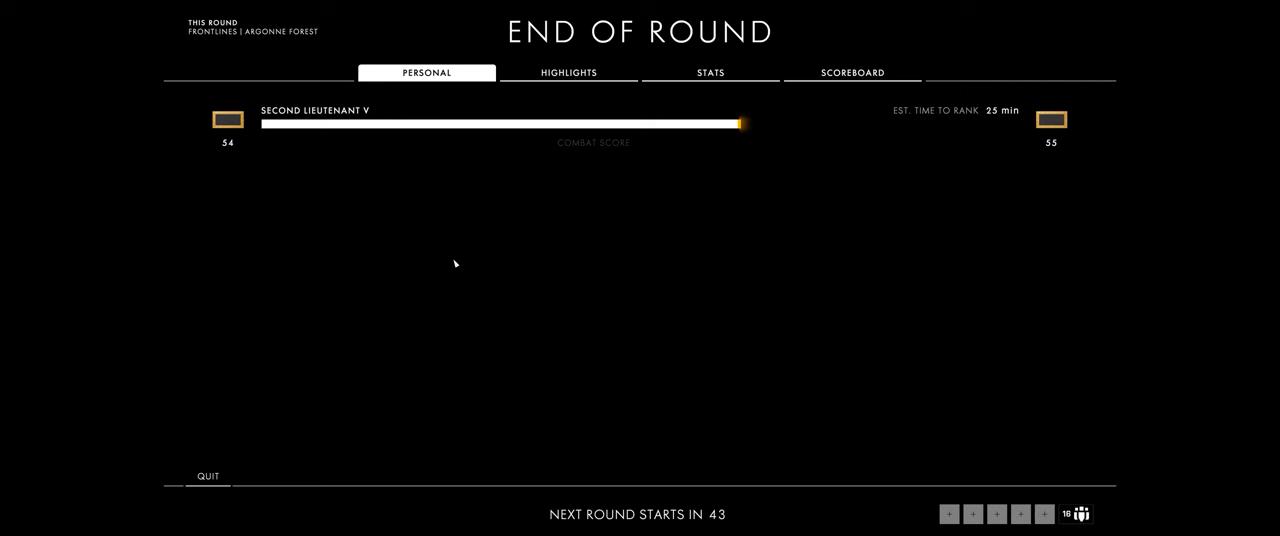 THIS ROUND
FRONTLINES | ARGONNE FOREST
END OF ROUND
PERSONAL
HIGHLIGHTS
STATS
SCOREBOARD
SECOND LIEUTENANT V
EST. TIME TO RANK 25 min
54
COMBAT SCORE
55
QUIT
NEXT ROUND STARTS IN 43
16